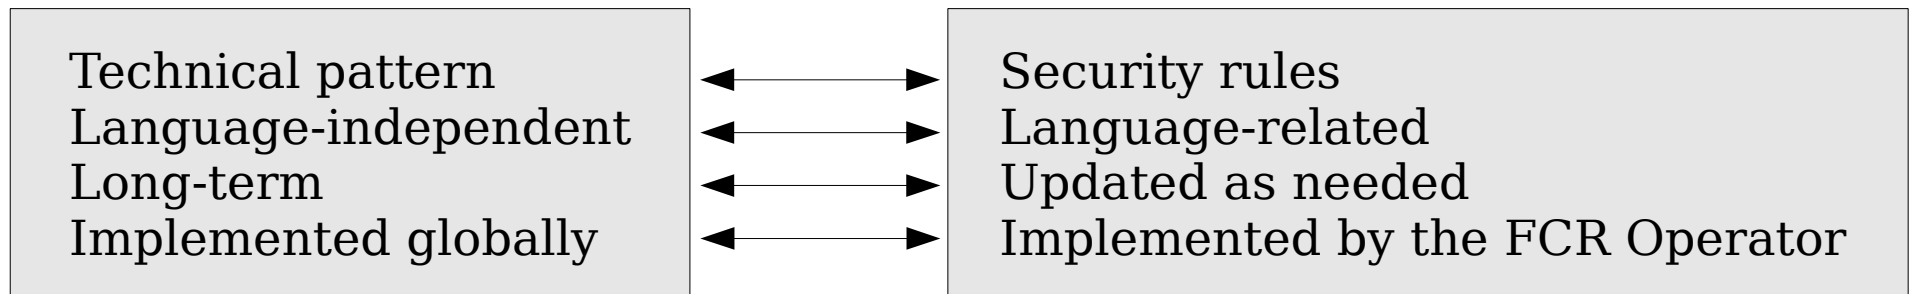 Technical pattern
Language-independent
Long-term
Implemented globally
Security rules
Language-related
Updated as needed
Implemented by the FCR Operator